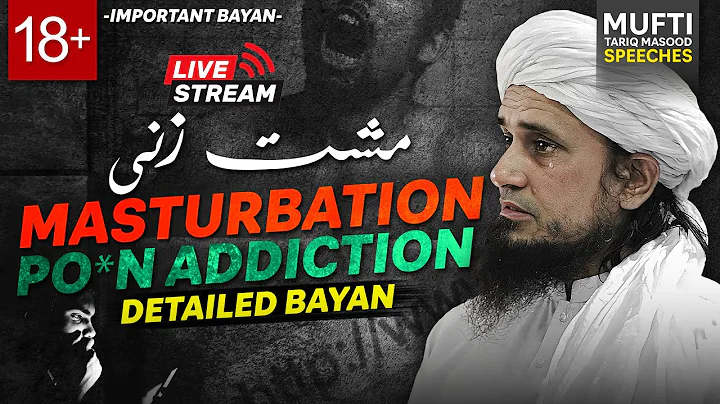 18+
-IMPORTANT BAYAN-
MUFTI
TARIQ MASOOD
SPEECHES
LIVE
STREAM
مشت زنی
MASTURBATION
PO*N ADDICTION
DETAILED BAYAN